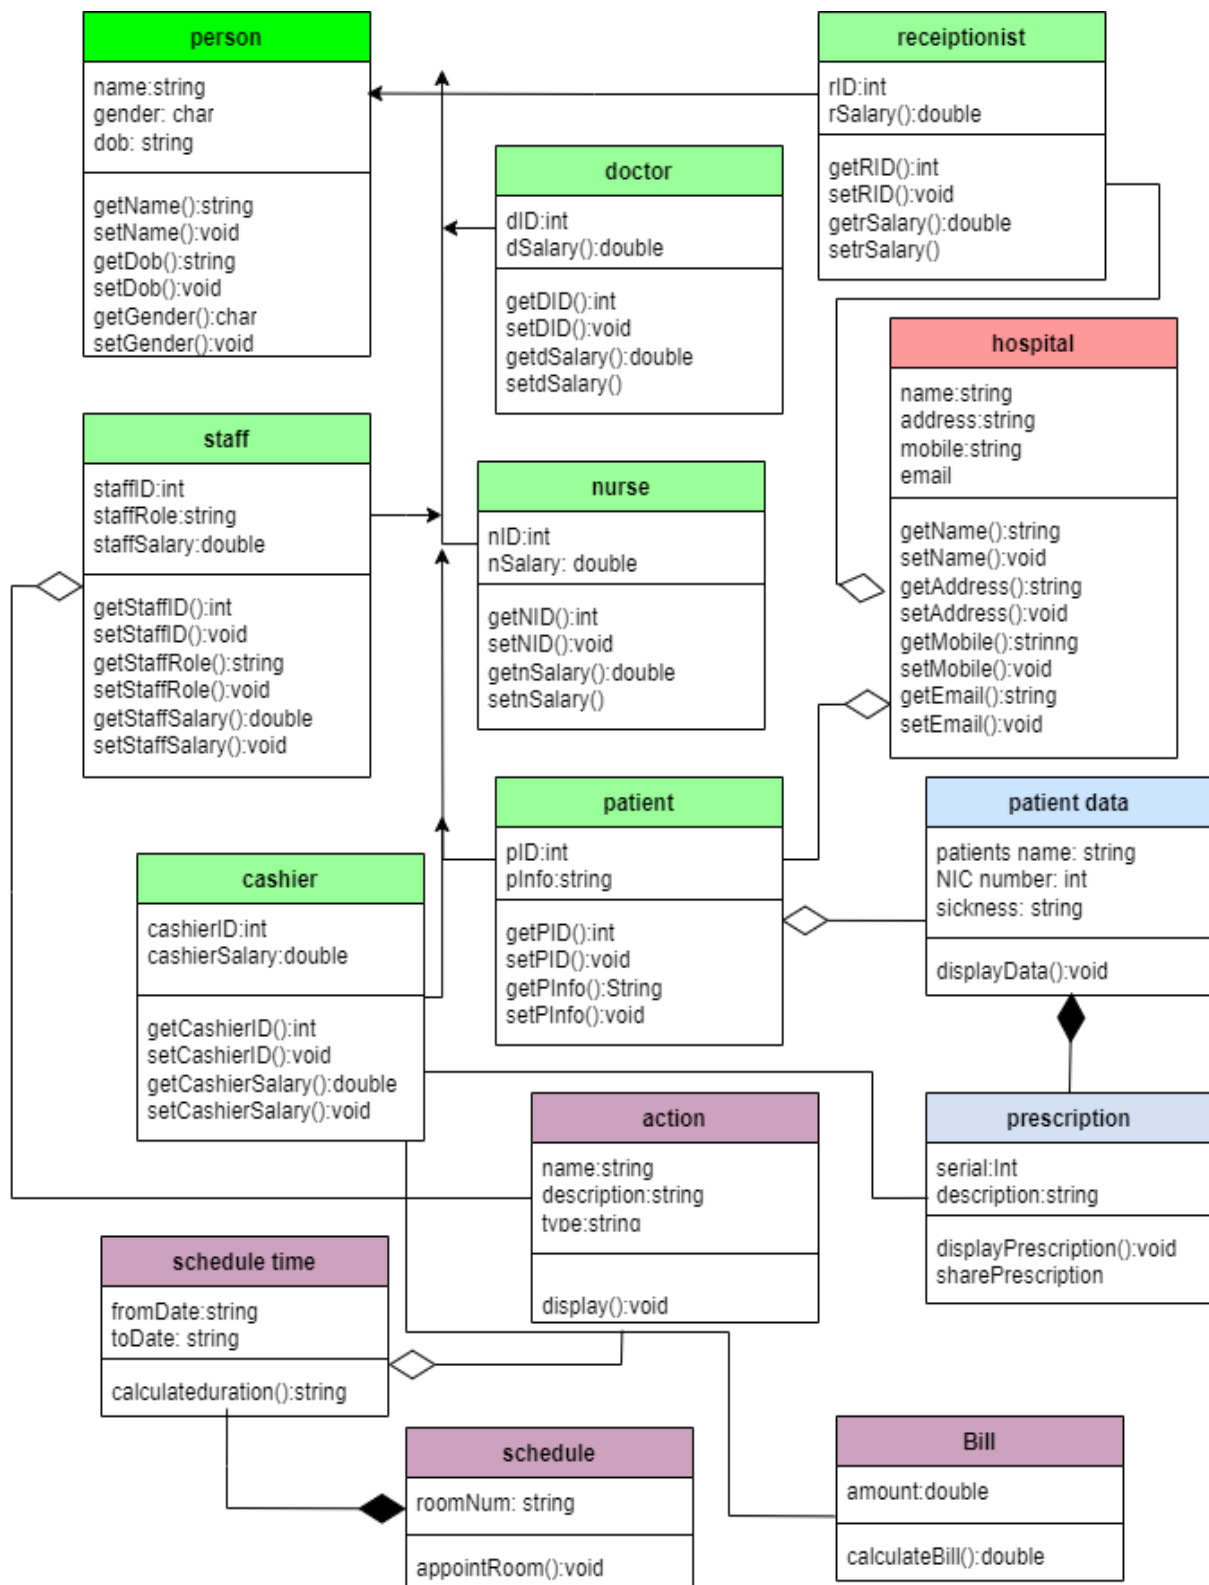 person
name:string
gender: char
dob: string
getName():string
setName():void
getDob():string
setDob():void
getGender():char
setGender():void
receiptionist
rID:int
rSalary():double
getRID():int
setRID():void
getrSalary():double
setrSalary()
doctor
dID:int
dSalary():double
getDID():int
setDID():void
getdSalary():double
setdSalary()
hospital
name:string
address:string
mobile:string
email
getName():string
setName():void
getAddress():string
setAddress():void
getMobile():strinng
setMobile():void
getEmail():string
setEmail():void
staff
staffID:int
staffRole:string
staffSalary:double
getStaffID():int
setStaffID():void
getStaffRole():string
setStaffRole():void
getStaffSalary():double
setStaffSalary():void
nurse
nID:int
nSalary: double
getNID():int
setNID():void
getnSalary():double
setnSalary()
patient
pID:int
pInfo:string
getPID():int
setPID():void
getPInfo():String
setPInfo():void
patient data
patients name: string
NIC number: int
sickness: string
displayData():void
cashier
cashierID:int
cashierSalary:double
getCashierID():int
setCashierID():void
getCashierSalary():double
setCashierSalary():void
action
name:string
description:string
type:string
display():void
prescription
serial:Int
description:string
displayPrescription():void
sharePrescription
schedule time
fromDate:string
toDate: string
calculateduration():string
schedule
roomNum: string
appointRoom():void
Bill
amount:double
calculateBill():double